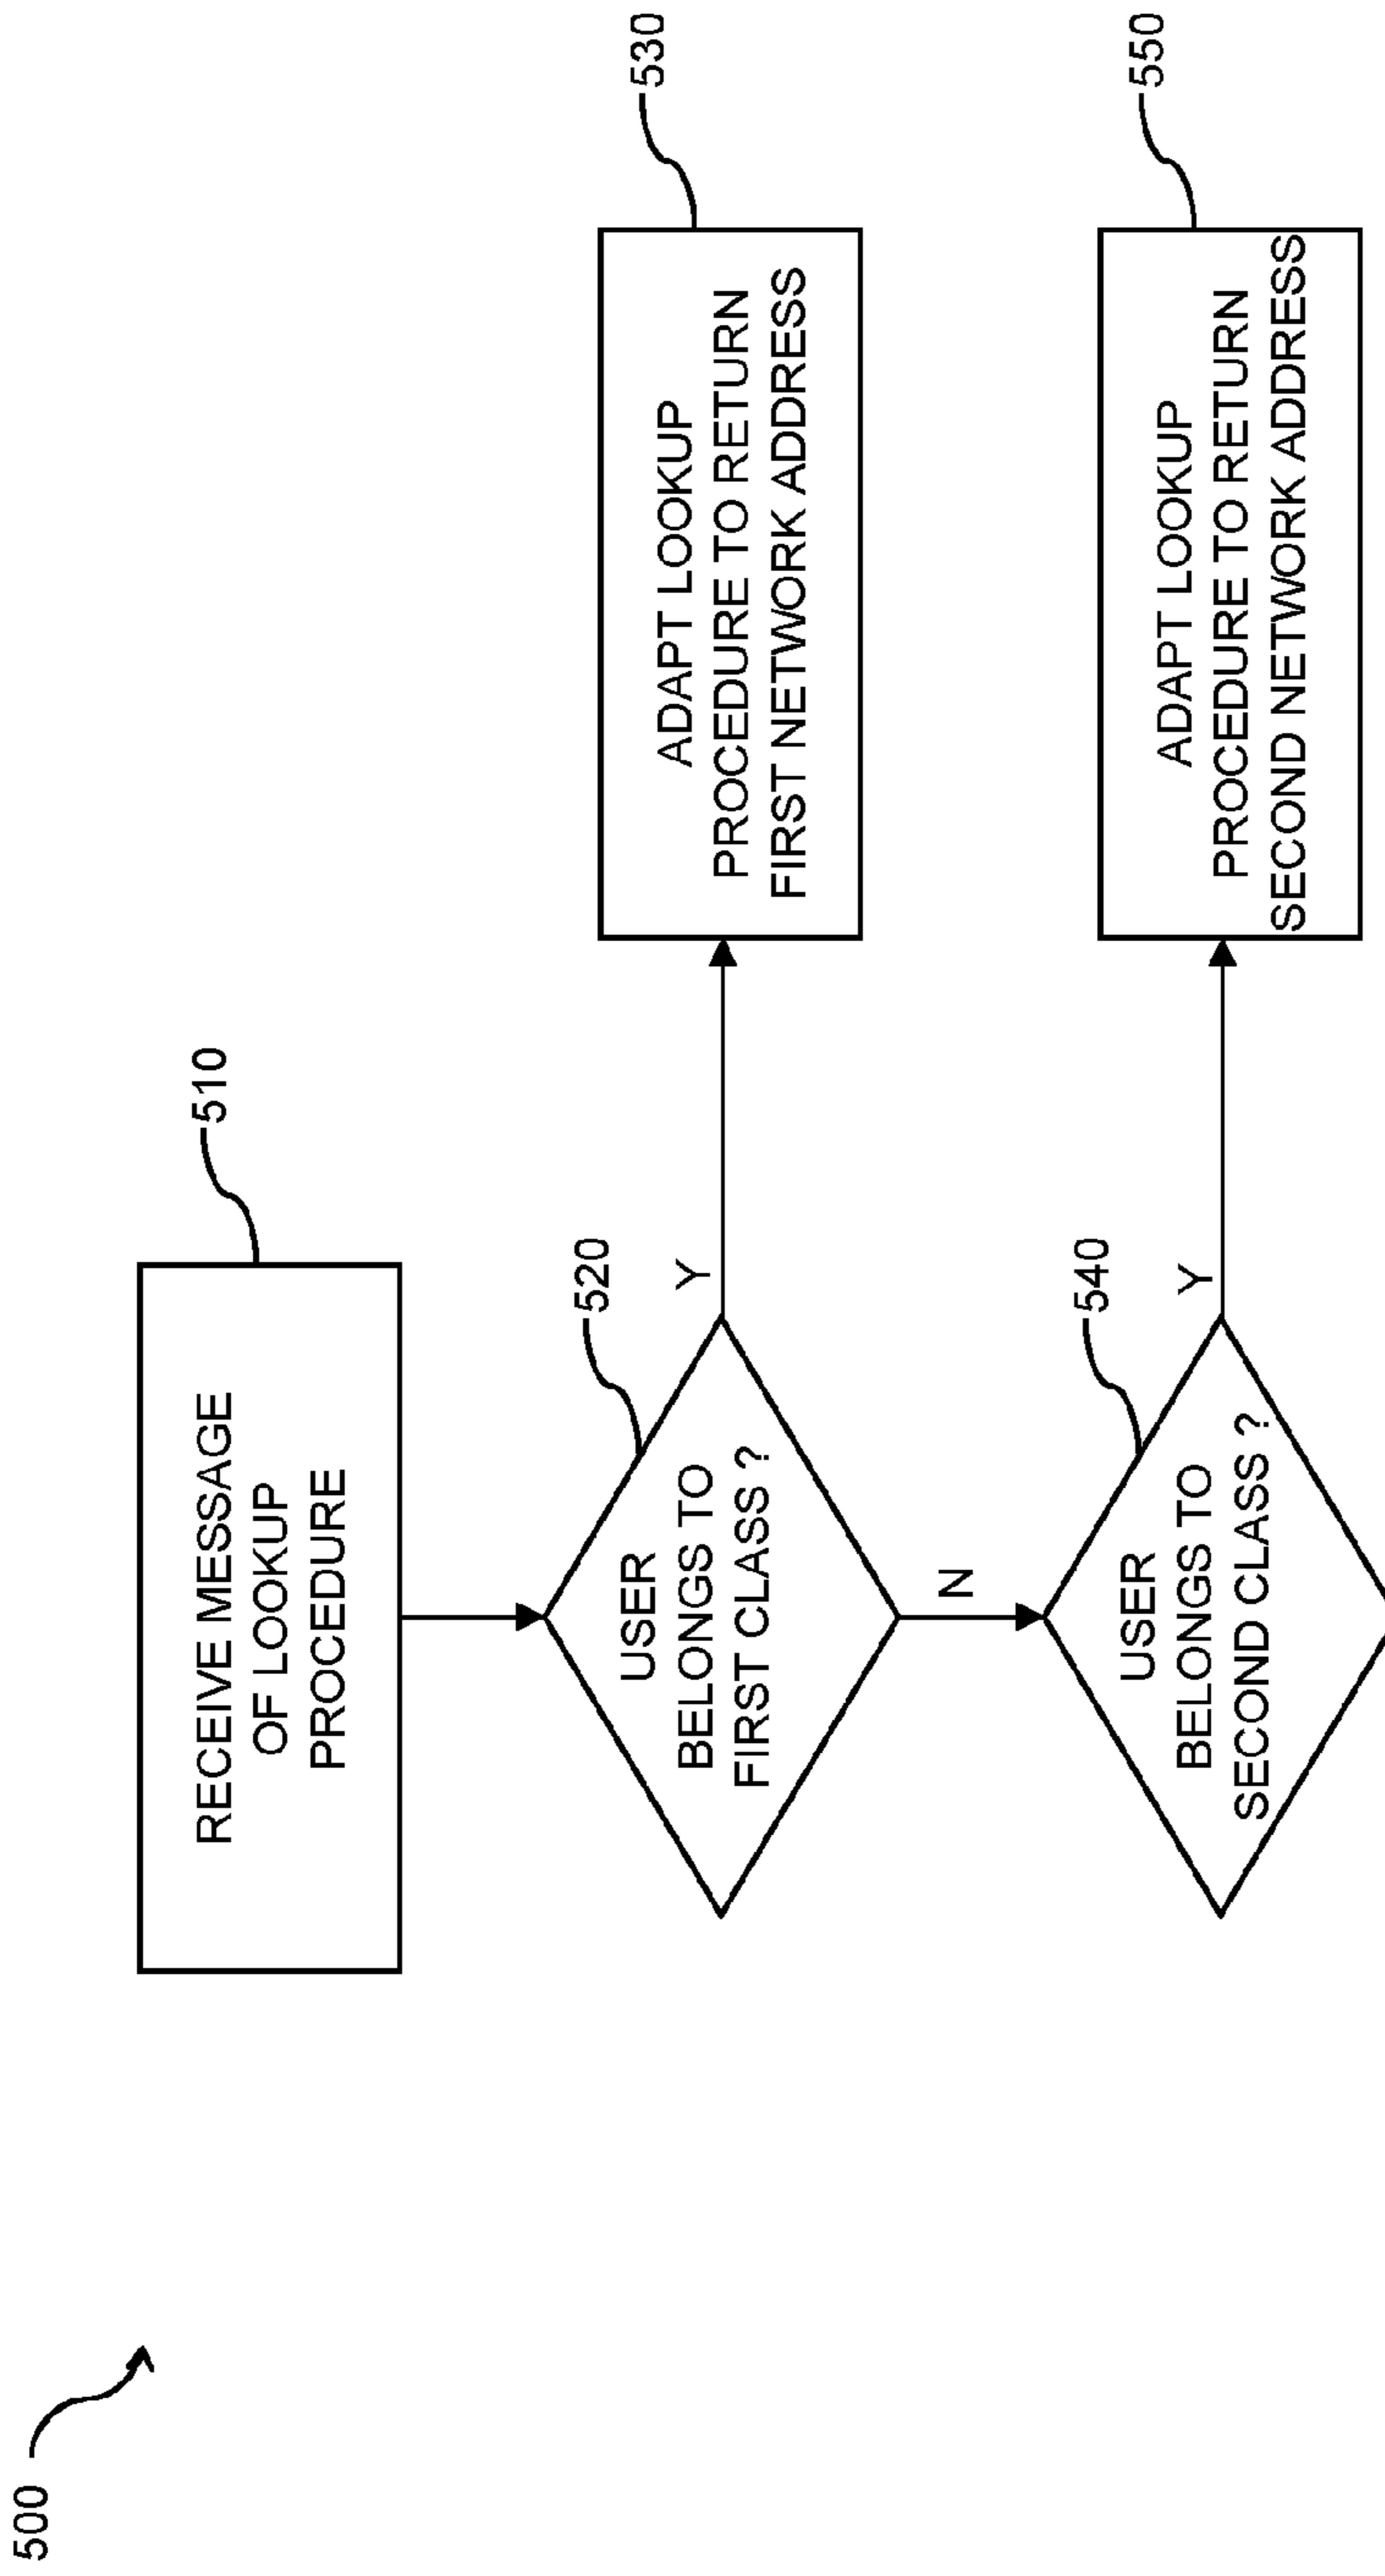 500
510
RECEIVE MESSAGE
OF LOOKUP
PROCEDURE
520
USER
BELONGS TO
FIRST CLASS ?
Y
530
ADAPT LOOKUP
PROCEDURE TO RETURN
FIRST NETWORK ADDRESS
N
540
USER
BELONGS TO
SECOND CLASS ?
Y
550
ADAPT LOOKUP
PROCEDURE TO RETURN
SECOND NETWORK ADDRESS